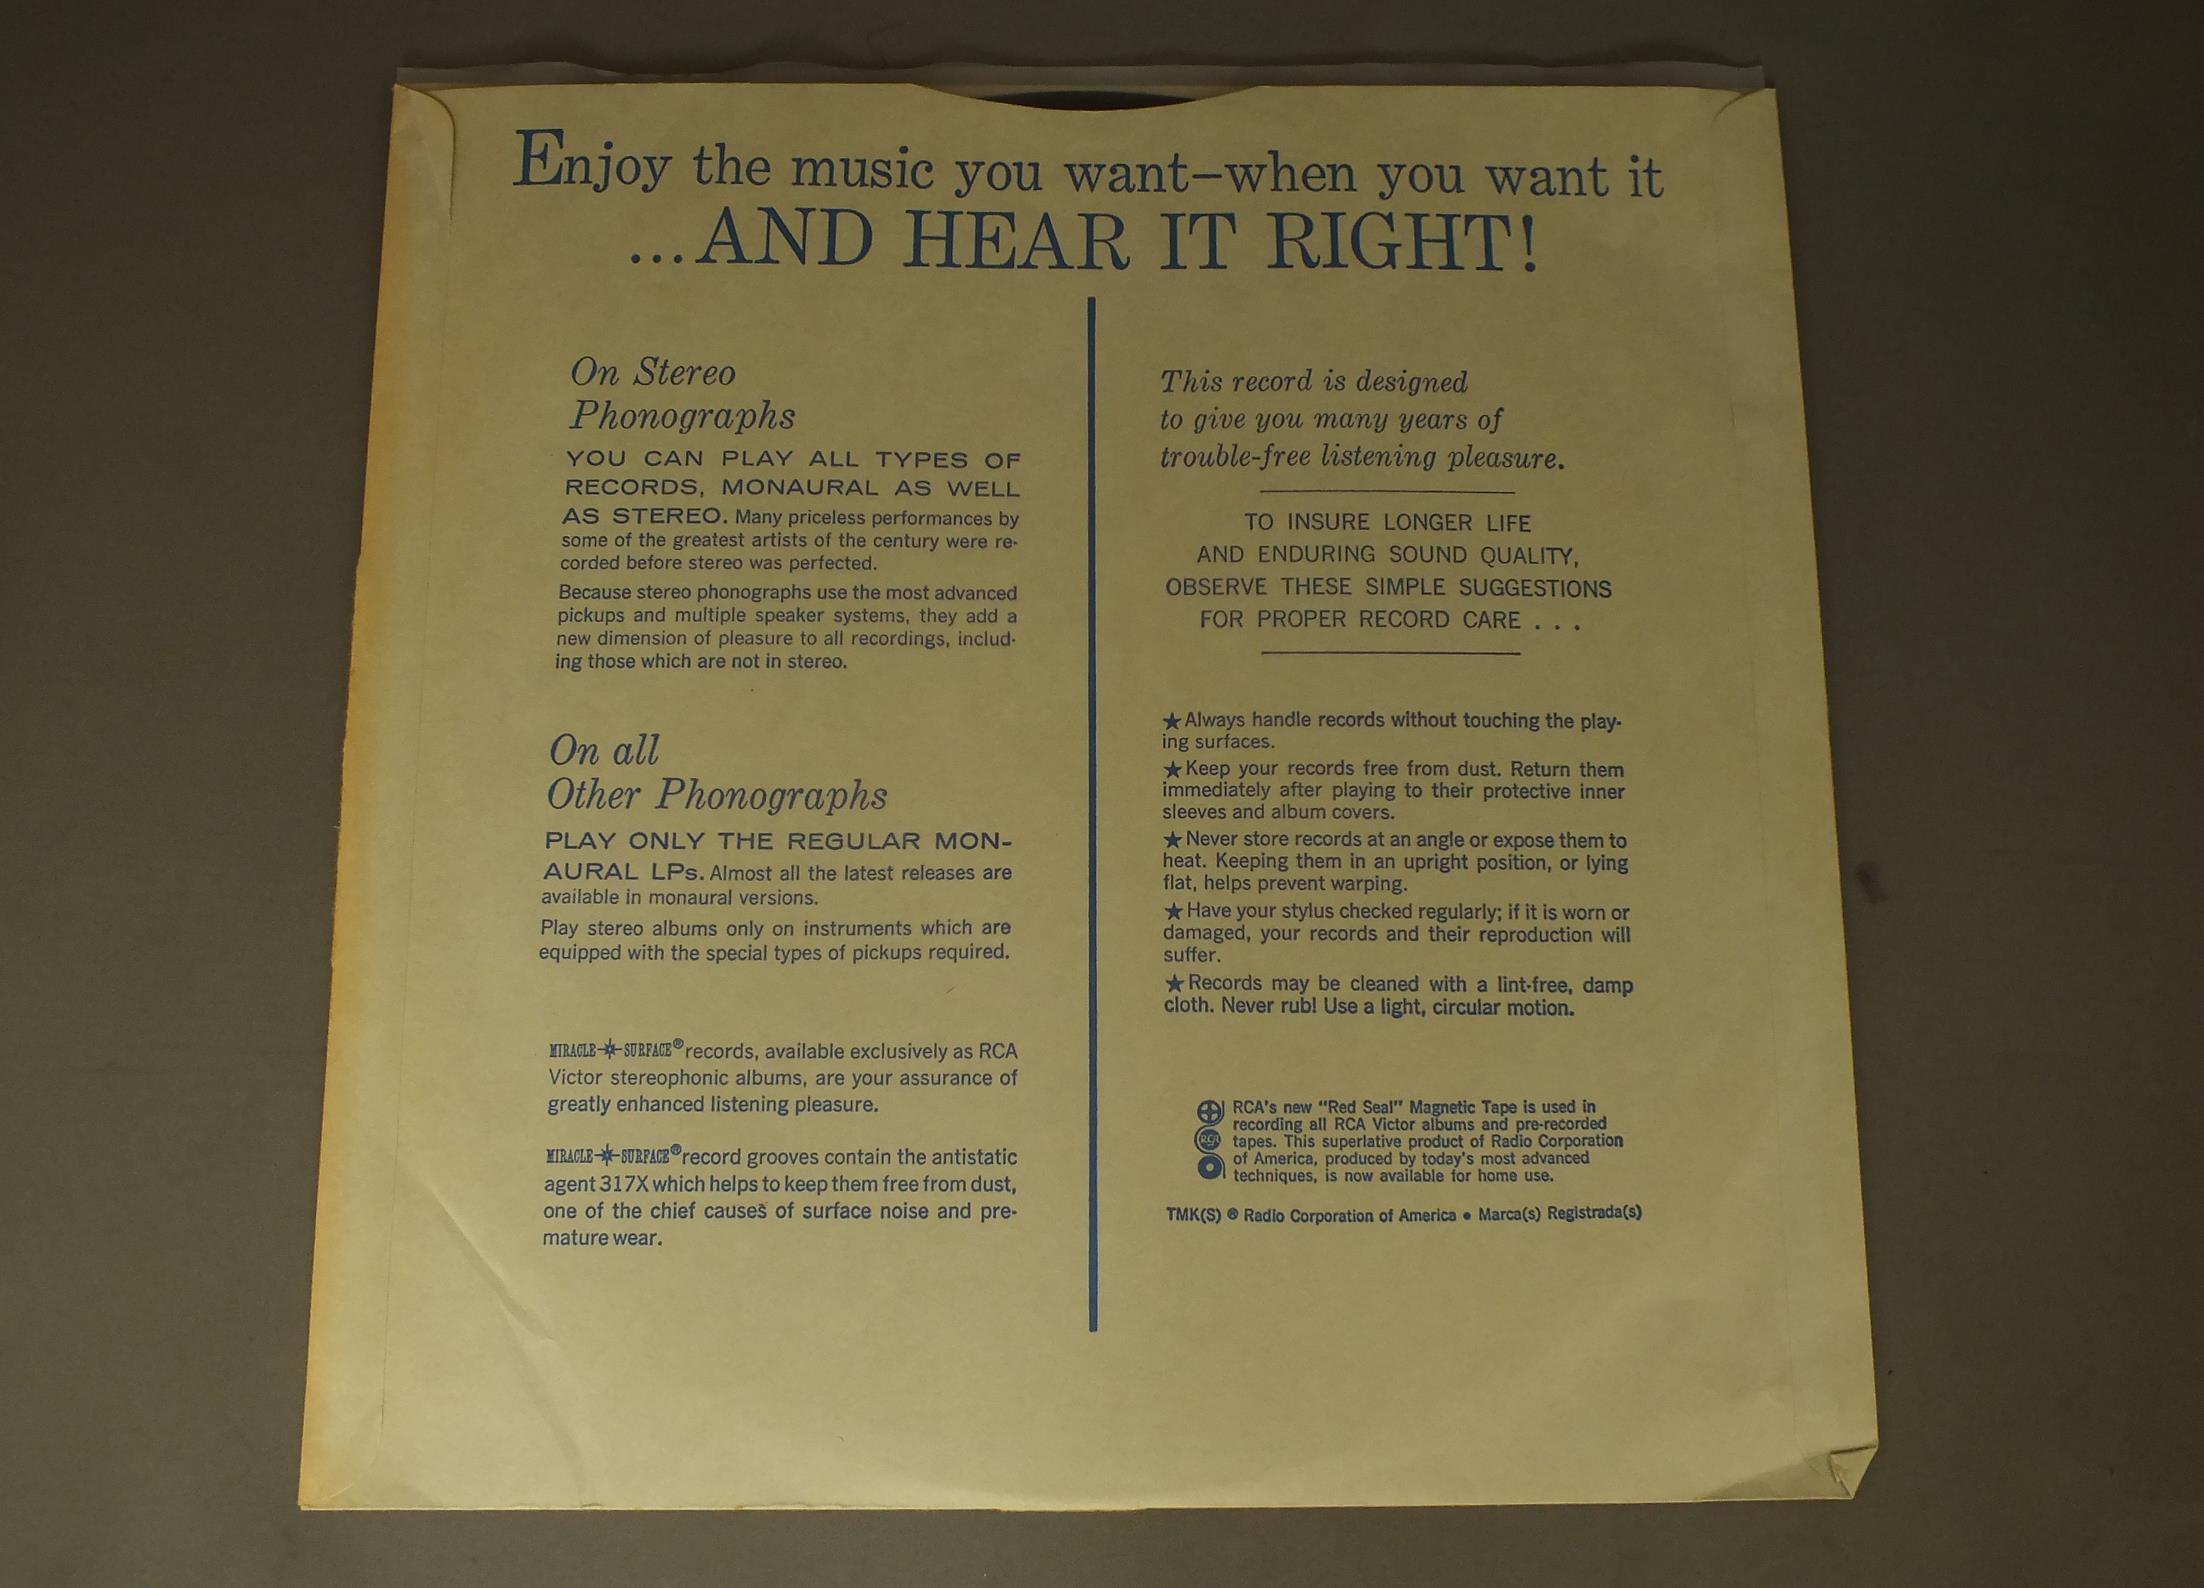 Enjoy the music you want—when you want it
...AND HEAR IT RIGHT!
On Stereo
Phonographs
YOU CAN PLAY ALL TYPES OF
RECORDS, MONAURAL AS WELL
AS STEREO. Many priceless performances by
some of the greatest artists of the century were re-
corded before stereo was perfected.
Because stereo phonographs use the most advanced
pickups and multiple speaker systems, they add a
new dimension of pleasure to all recordings, includ-
ing those which are not in stereo.
On all
Other Phonographs
PLAY ONLY THE REGULAR MON-
AURAL LPs. Almost all the latest releases are
available in monaural versions.
Play stereo albums only on instruments which are
equipped with the special types of pickups required.
MIRACLE SURFACE® records, available exclusively as RCA
Victor stereophonic albums, are your assurance of
greatly enhanced listening pleasure.
MIRACLE SURFACE® record grooves contain the antistatic
agent 317X which helps to keep them free from dust,
one of the chief causes of surface noise and pre-
mature wear.
This record is designed
to give you many years of
trouble-free listening pleasure.
TO INSURE LONGER LIFE
AND ENDURING SOUND QUALITY,
OBSERVE THESE SIMPLE SUGGESTIONS
FOR PROPER RECORD CARE . . .
★ Always handle records without touching the play-
ing surfaces.
★ Keep your records free from dust. Return them
immediately after playing to their protective inner
sleeves and album covers.
★ Never store records at an angle or expose them to
heat. Keeping them in an upright position, or lying
flat, helps prevent warping.
★ Have your stylus checked regularly; if it is worn or
damaged, your records and their reproduction will
suffer.
★ Records may be cleaned with a lint-free, damp
cloth. Never rub! Use a light, circular motion.
RCA
RCA's new "Red Seal" Magnetic Tape is used in
recording all RCA Victor albums and pre-recorded
tapes. This superlative product of Radio Corporation
of America, produced by today's most advanced
techniques, is now available for home use.
TMK(S) ® Radio Corporation of America • Marca(s) Registrada(s)